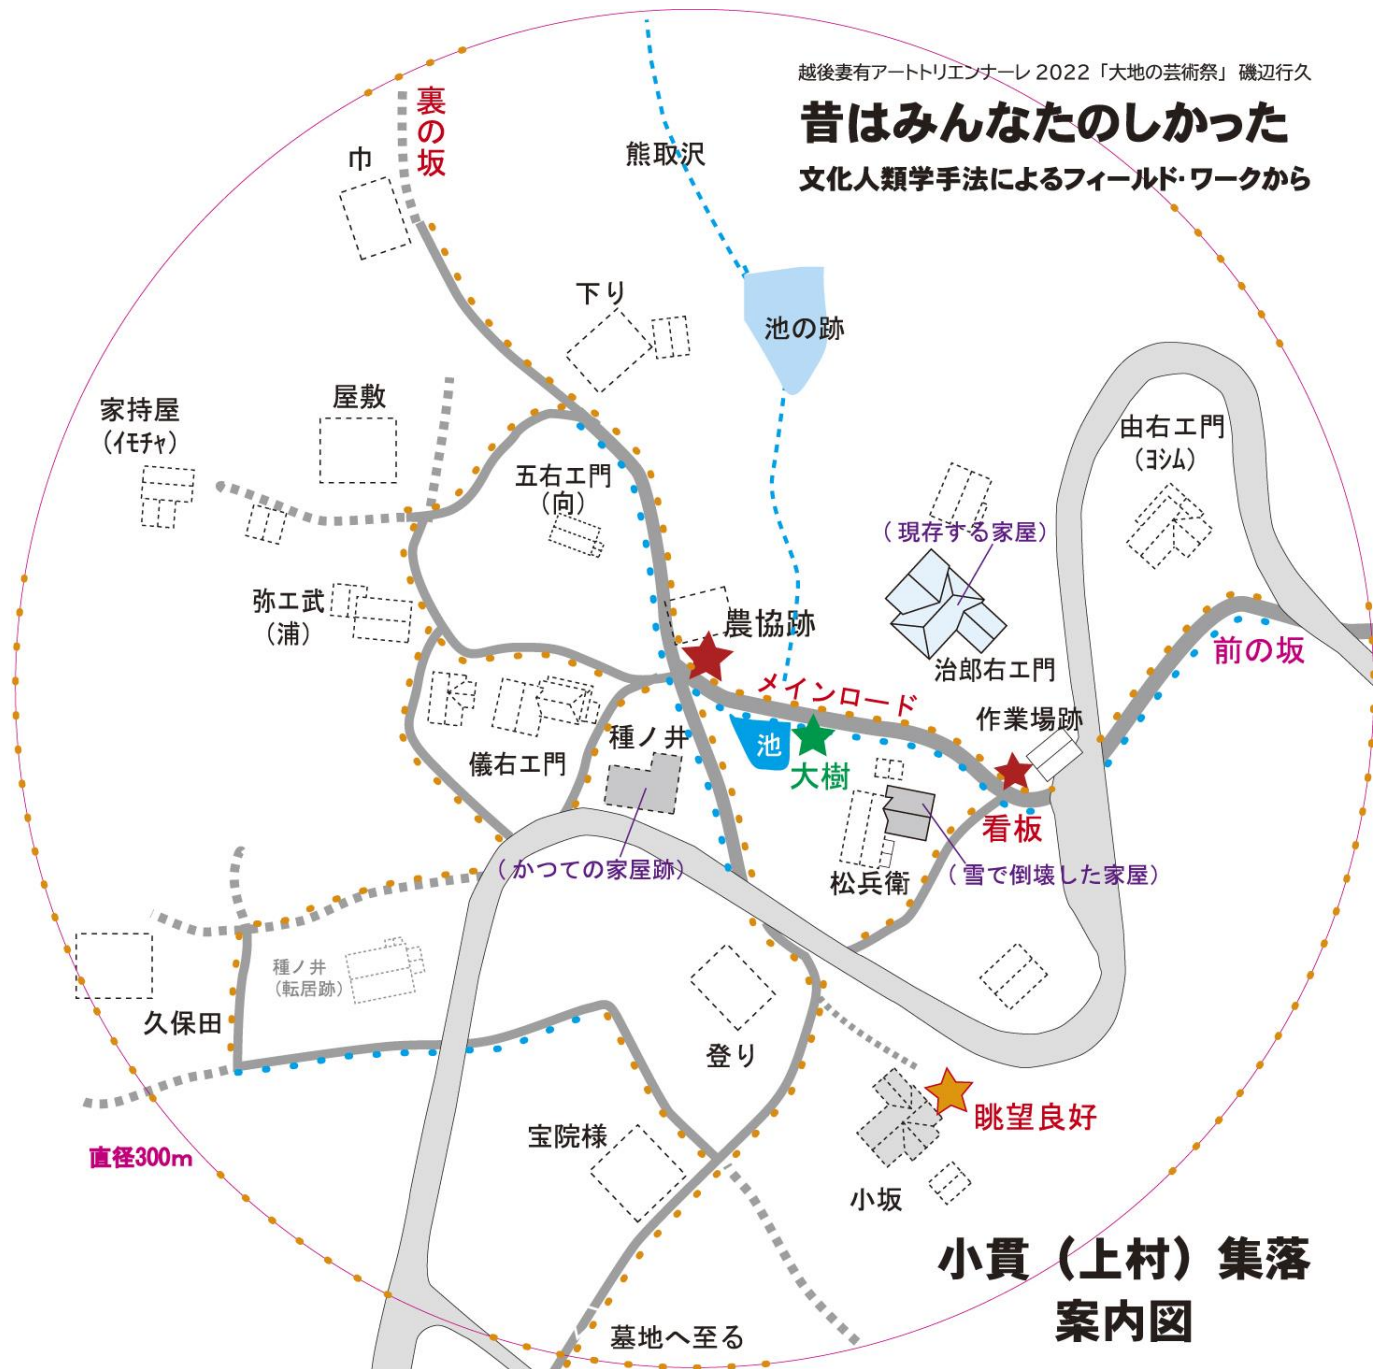 越後妻有アートトリエンナーレ 2022「大地の芸術祭」磯辺行久
昔はみんなたのしかった
文化人類学手法によるフィールド・ワークから
裏の坂
巾
熊取沢
下り
池の跡
屋敷
家持屋
（イモチャ）
五右エ門
（向）
由右エ門
（ヨシム）
（現存する家屋）
弥エ武
（浦）
農協跡
治郎右エ門
前の坂
メインロード
作業場跡
種ノ井
儀右エ門
池
大樹
看板
（かつての家屋跡）
松兵衛
（雪で倒壊した家屋）
種ノ井
（転居跡）
久保田
登り
眺望良好
宝院様
直径300m
小坂
小貫（上村）集落
案内図
墓地へ至る